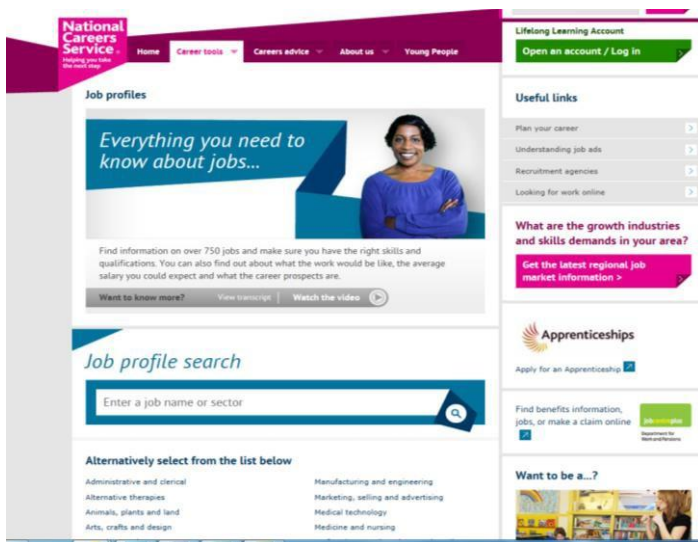 National
Careers
Service
Helping you take
the next step
Home
Career tools
Careers advice
About us
Young People
Job profiles
Everything you need to
know about jobs...
Find information on over 750 jobs and make sure you have the right skills and
qualifications. You can also find out about what the work would be like, the average
salary you could expect and what the career prospects are.
Want to know more?
View transcript
Watch the video
Job profile search
Enter a job name or sector
Alternatively select from the list below
Administrative and clerical
Alternative therapies
Animals, plants and land
Arts, crafts and design
Manufacturing and engineering
Marketing, selling and advertising
Medical technology
Medicine and nursing
Lifelong Learning Account
Open an account / Log in
Useful links
Plan your career
Understanding job ads
Recruitment agencies
Looking for work online
What are the growth industries
and skills demands in your area?
Get the latest regional job
market information >
Apprenticeships
Apply for an Apprenticeship
Find benefits information,
jobs, or make a claim online
jobcentreplus
Department for
Work and Pensions
Want to be a...?